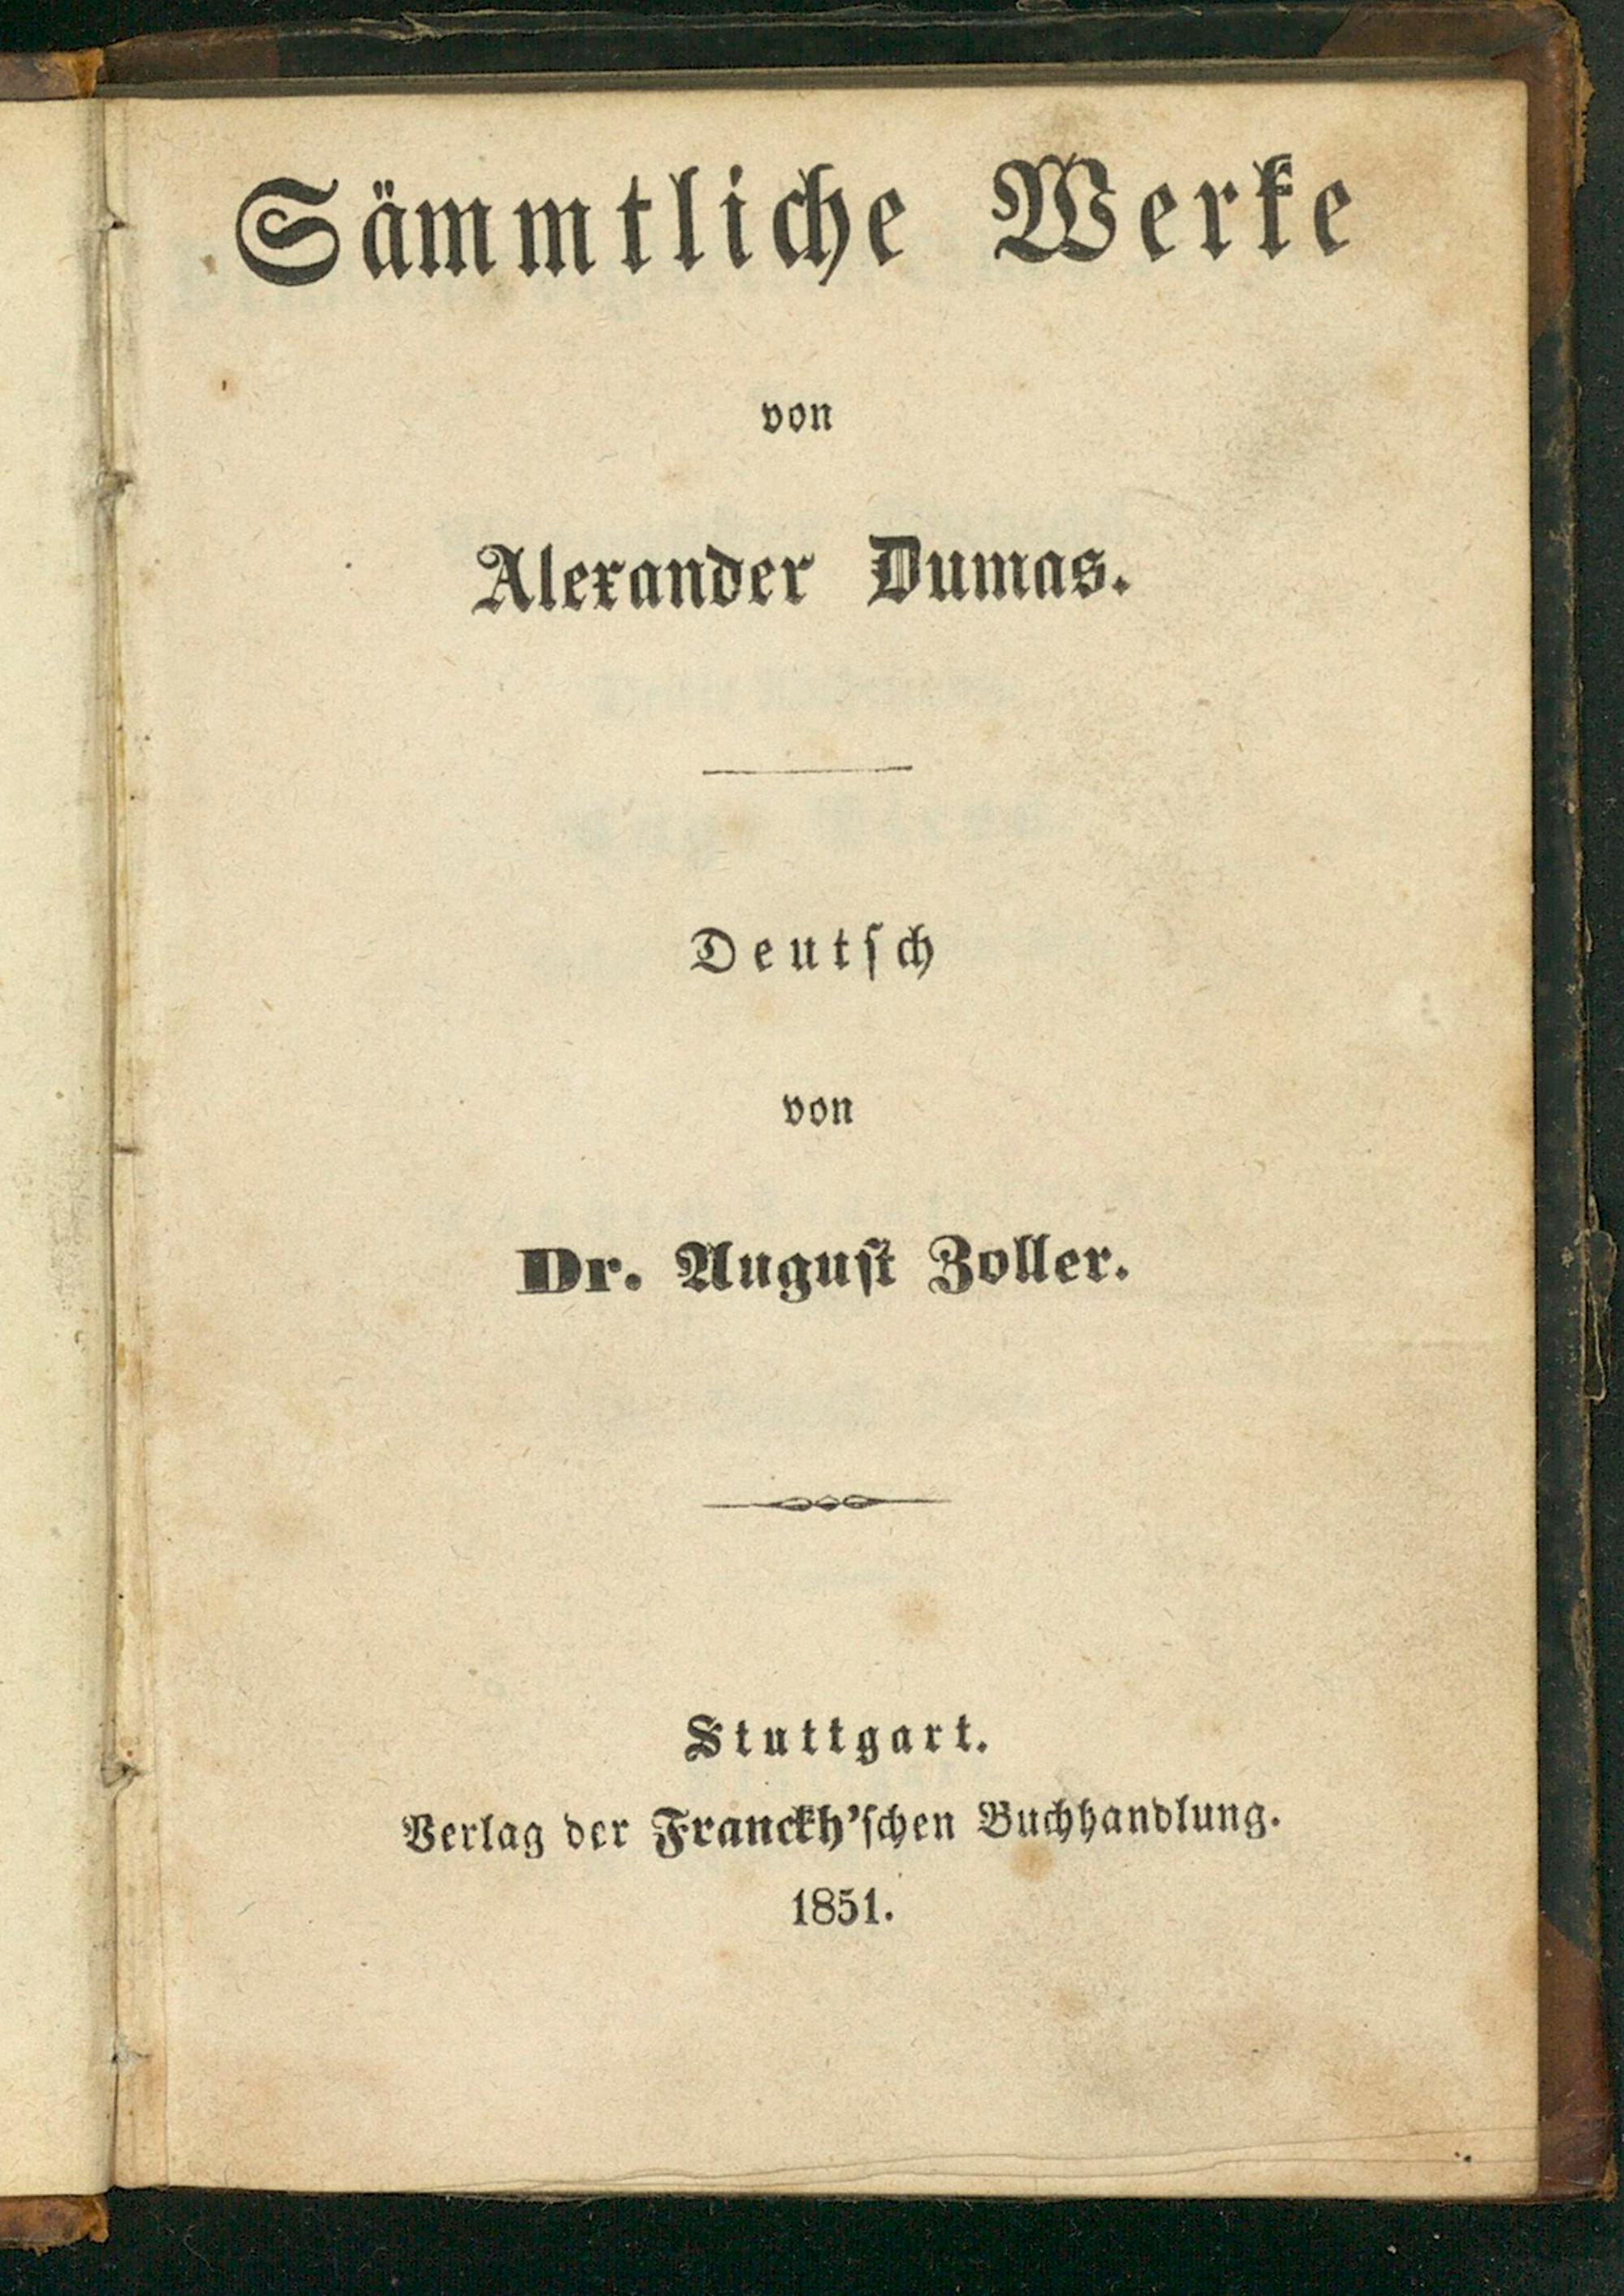 Sämmtliche Werke
von
Alexander Dumas.
Deutsch
von
Dr. August Zoller.
Stuttgart.
Verlag der Franckh'schen Buchhandlung.
1851.